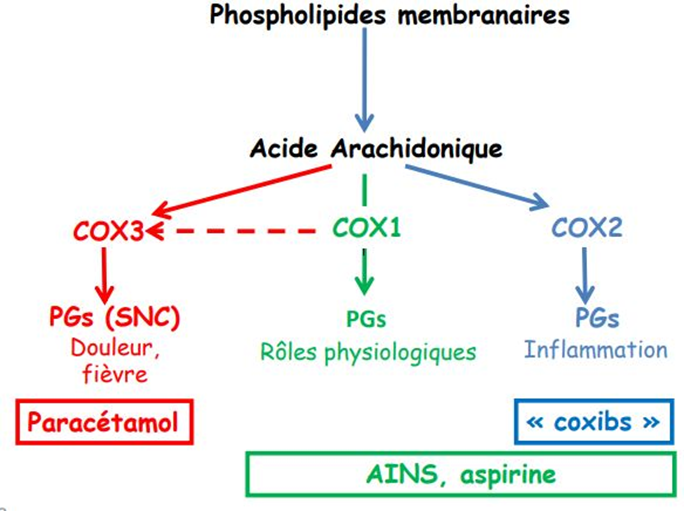 Phospholipides membranaires
Acide Arachidonique
COX3
COX1
COX2
PGs (SNC)
PGs
PGs
Douleur,
fièvre
Rôles physiologiques
Inflammation
Paracétamol
« coxibs »
AINS, aspirine